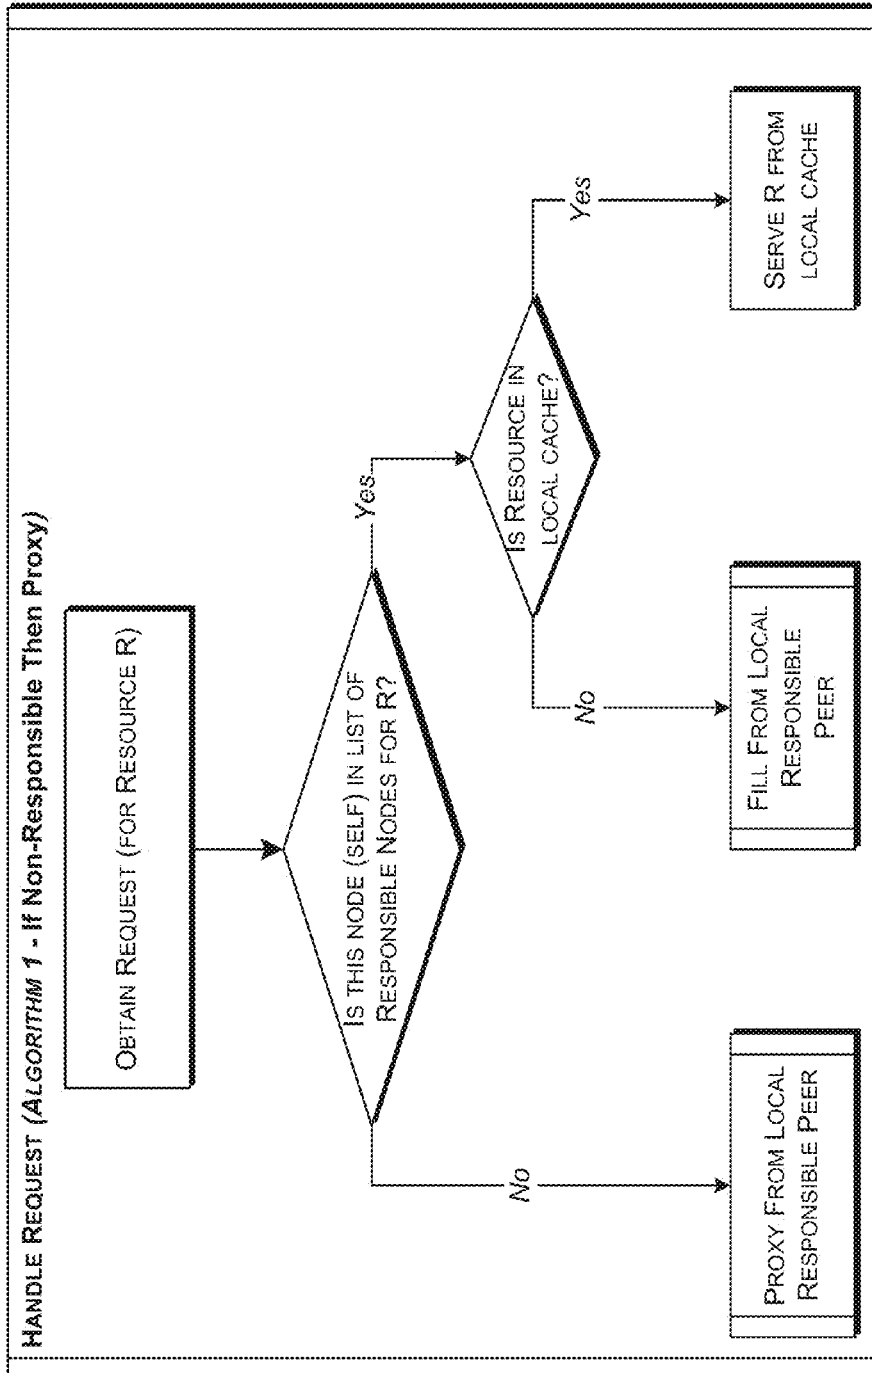 HANDLE REQUEST (ALGORITHM 1 - If Non-Responsible Then Proxy)
OBTAIN REQUEST (FOR RESOURCE R)
IS THIS NODE (SELF) IN LIST OF
RESPONSIBLE NODES FOR R?
No
Yes
IS RESOURCE IN
LOCAL CACHE?
No
Yes
PROXY FROM LOCAL
RESPONSIBLE PEER
FILL FROM LOCAL
RESPONSIBLE
PEER
SERVE R FROM
LOCAL CACHE